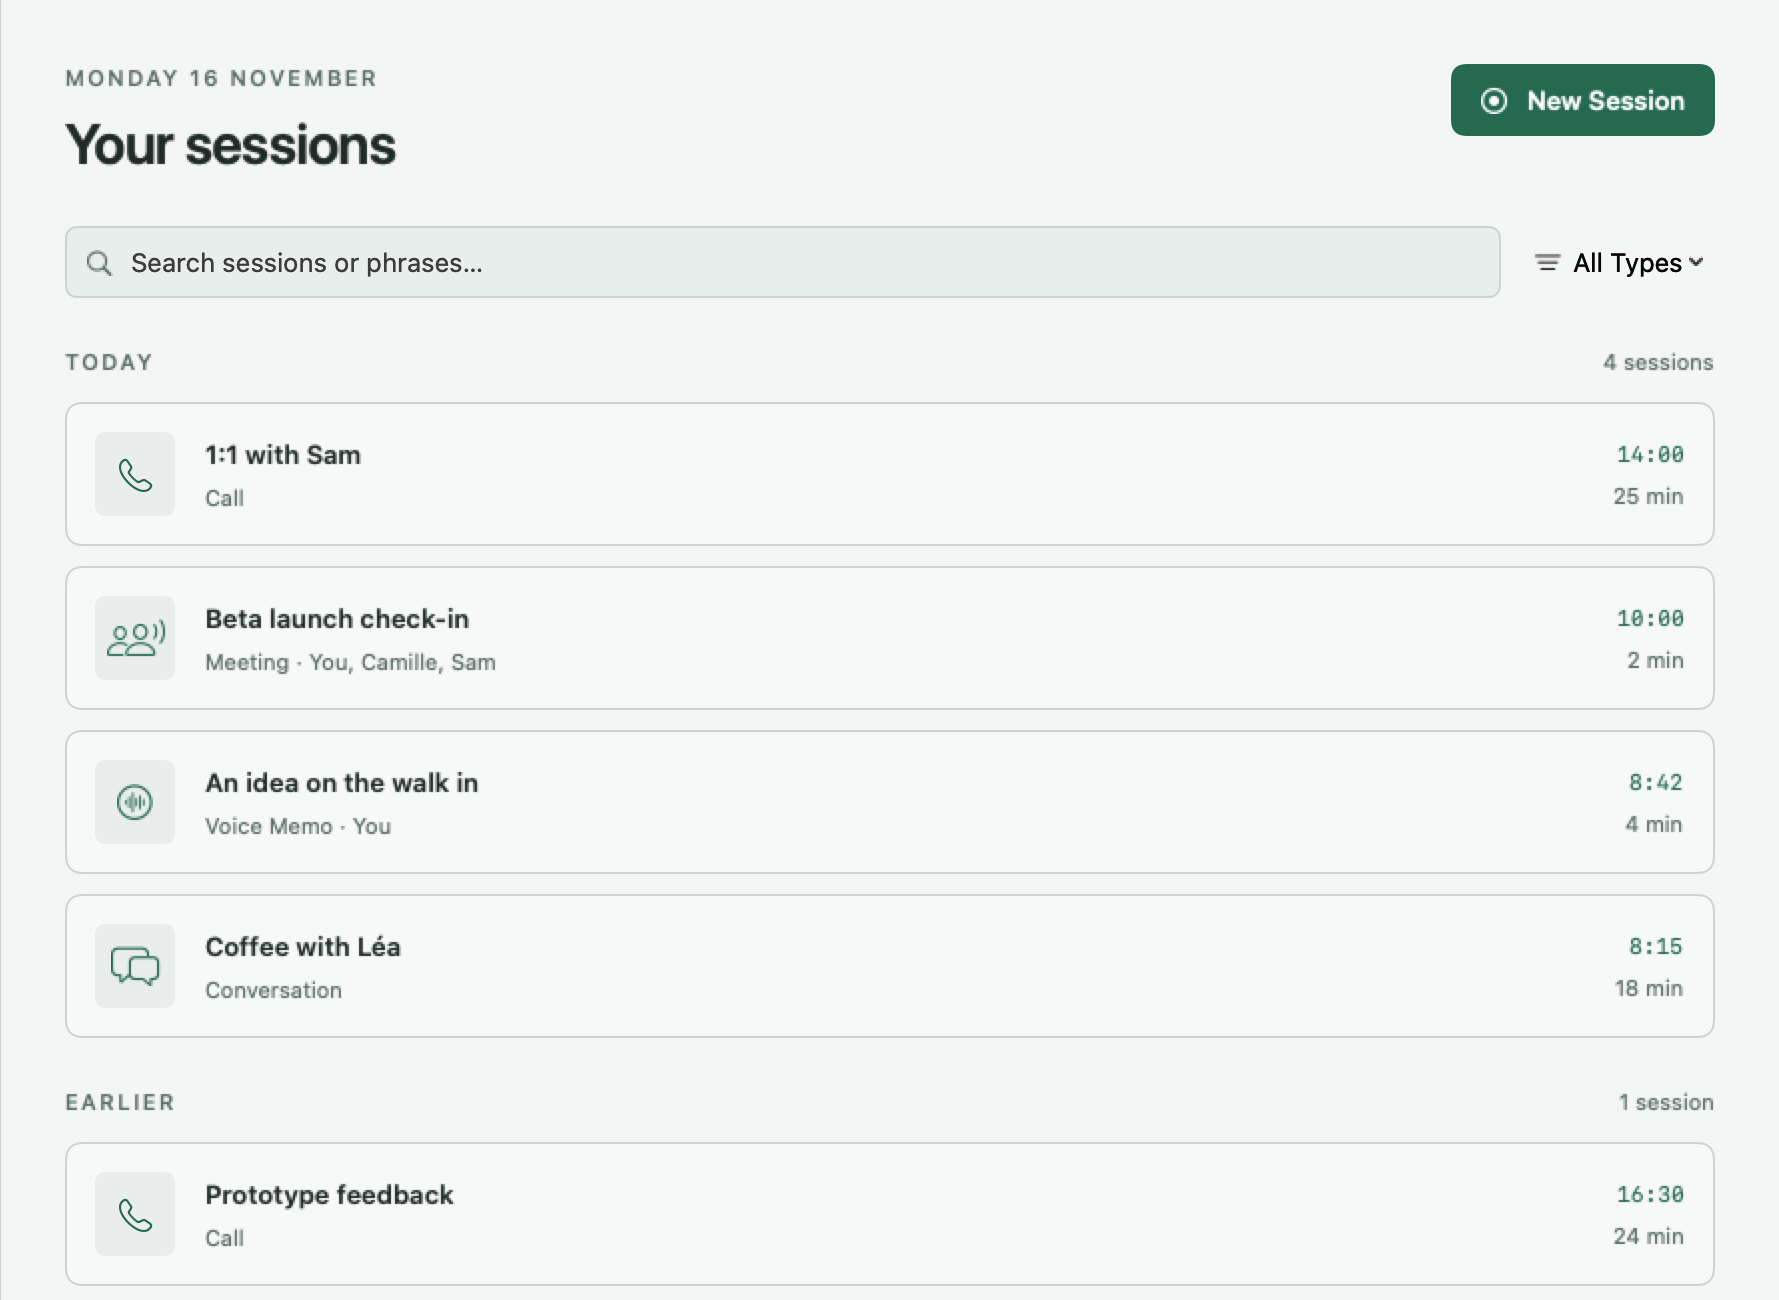 MONDAY 16 NOVEMBER
New Session
Your sessions
Search sessions or phrases...
All Types
TODAY
4 sessions
1:1 with Sam
14:00
Call
25 min
Beta launch check-in
10:00
Meeting · You, Camille, Sam
2 min
An idea on the walk in
8:42
Voice Memo · You
4 min
Coffee with Léa
8:15
Conversation
18 min
EARLIER
1 session
Prototype feedback
16:30
Call
24 min